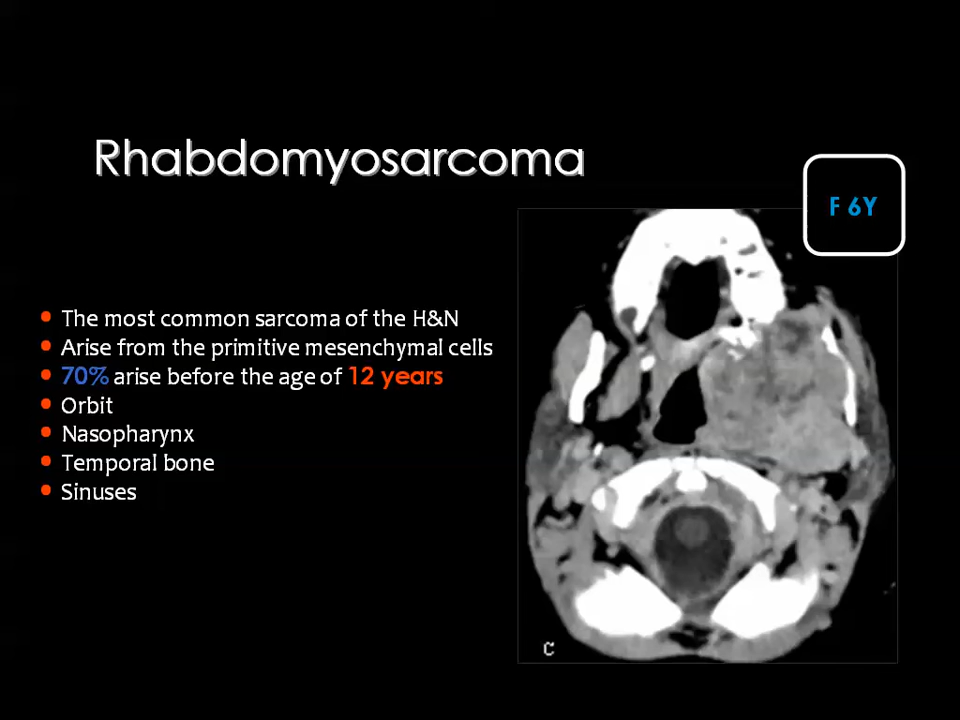 Rhabdomyosarcoma
F 6Y
• The most common sarcoma of the H&N
• Arise from the primitive mesenchymal cells
• 70% arise before the age of 12 years
• Orbit
• Nasopharynx
• Temporal bone
• Sinuses
C